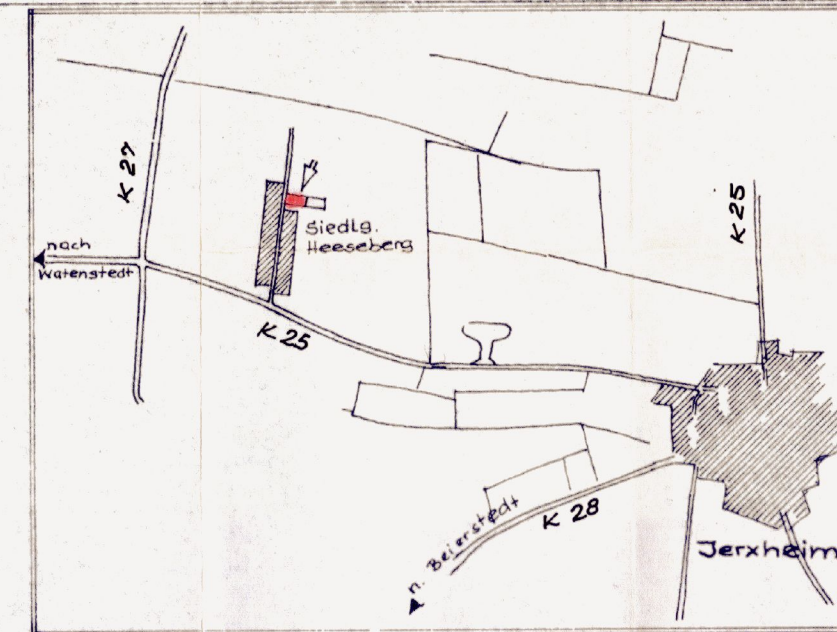 K 27
K 25
Siedlg.
Heeseberg
nach
Watenstedt
K 25
n. Beierstedt
K 28
Jerxheim